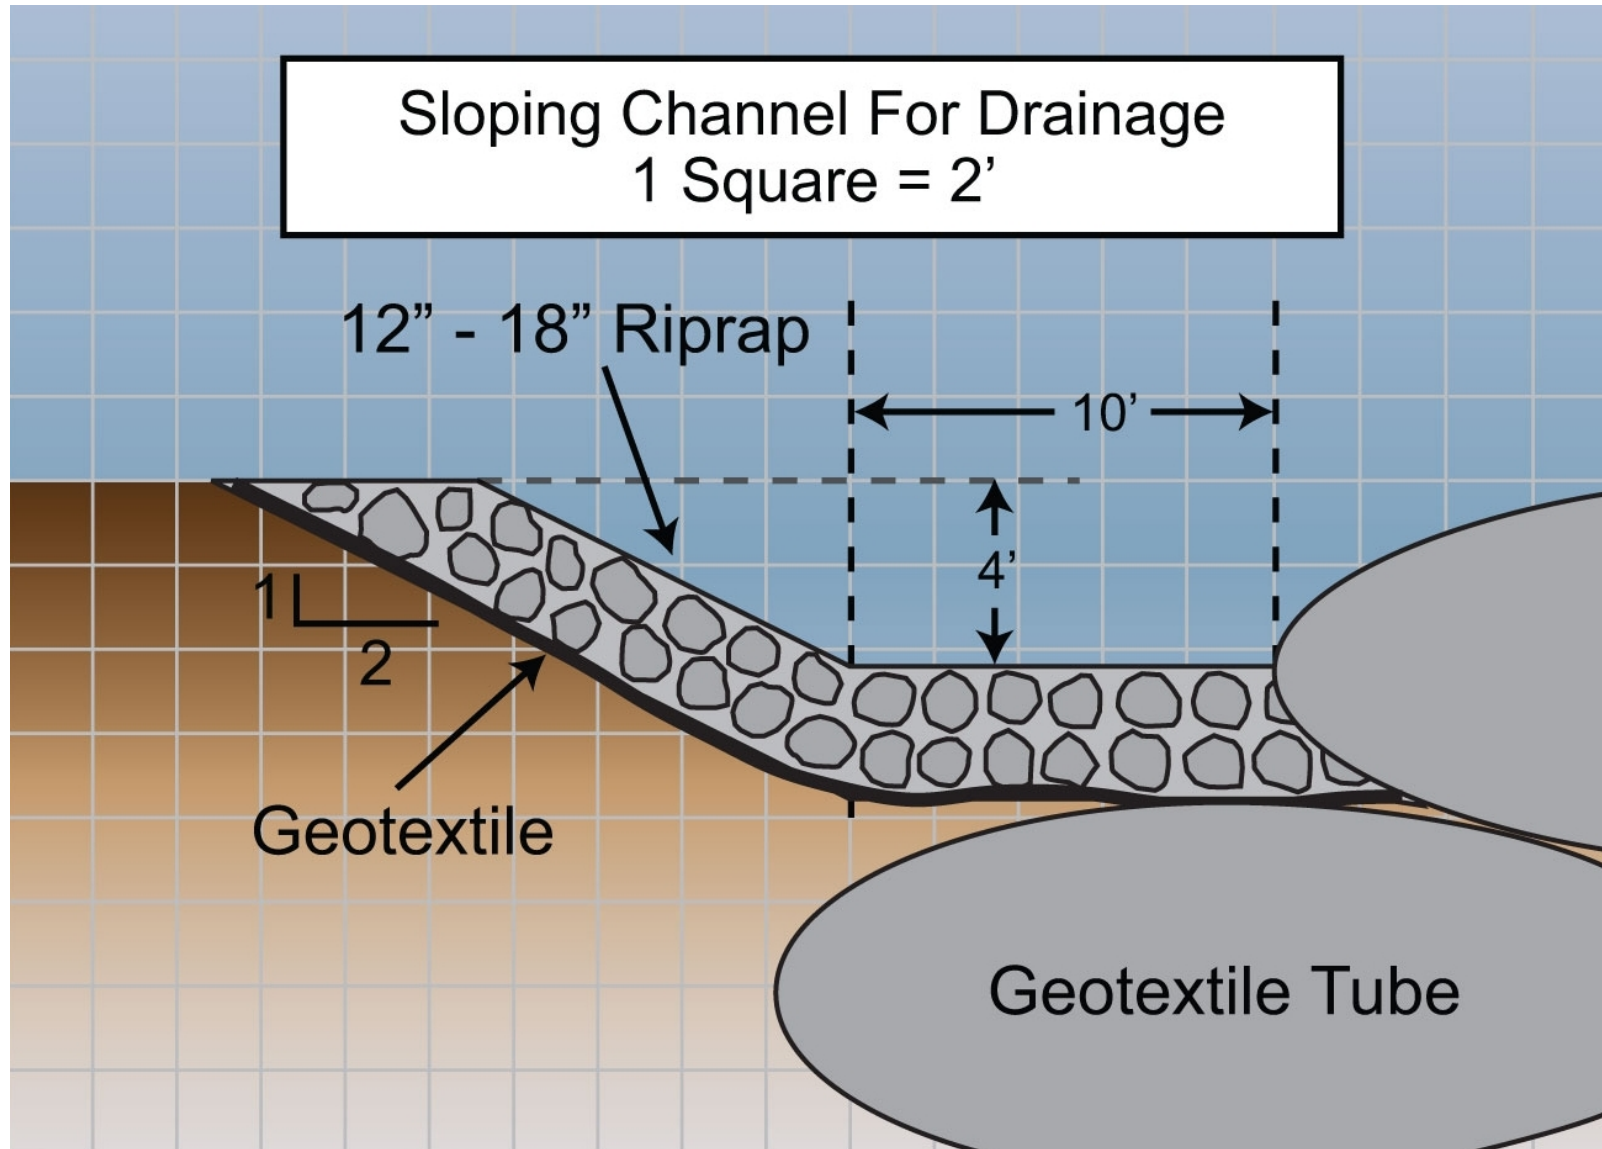 Sloping Channel For Drainage
1 Square = 2’
12” - 18” Riprap
10’
4’
1
2
Geotextile
Geotextile Tube